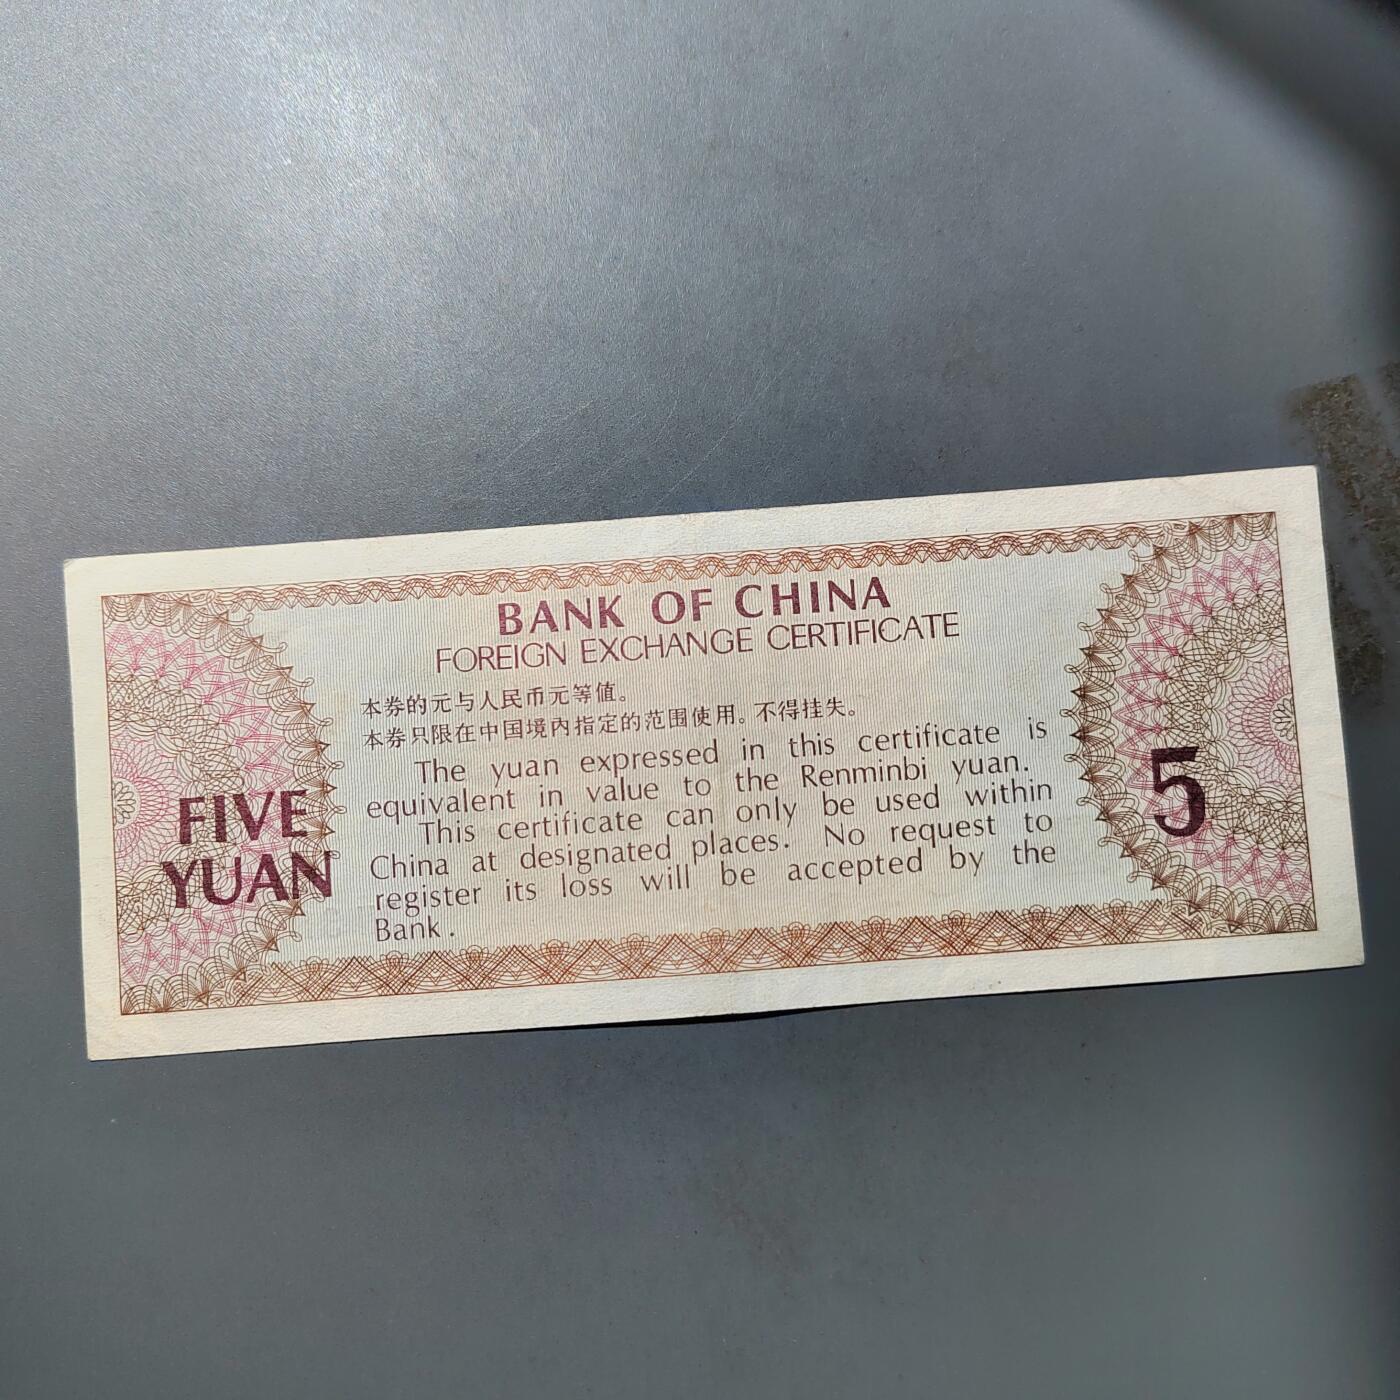 BANK OF CHINA
FOREIGN EXCHANGE CERTIFICATE
本券的元与人民币元等值。
本券只限在中国境内指定的范围使用。不得挂失。
The yuan expressed in this certificate is
equivalent in value to the Renminbi yuan.
This certificate can only be used within
China at designated places. No request to
register its loss will be accepted by the
Bank.
FIVE
YUAN
5